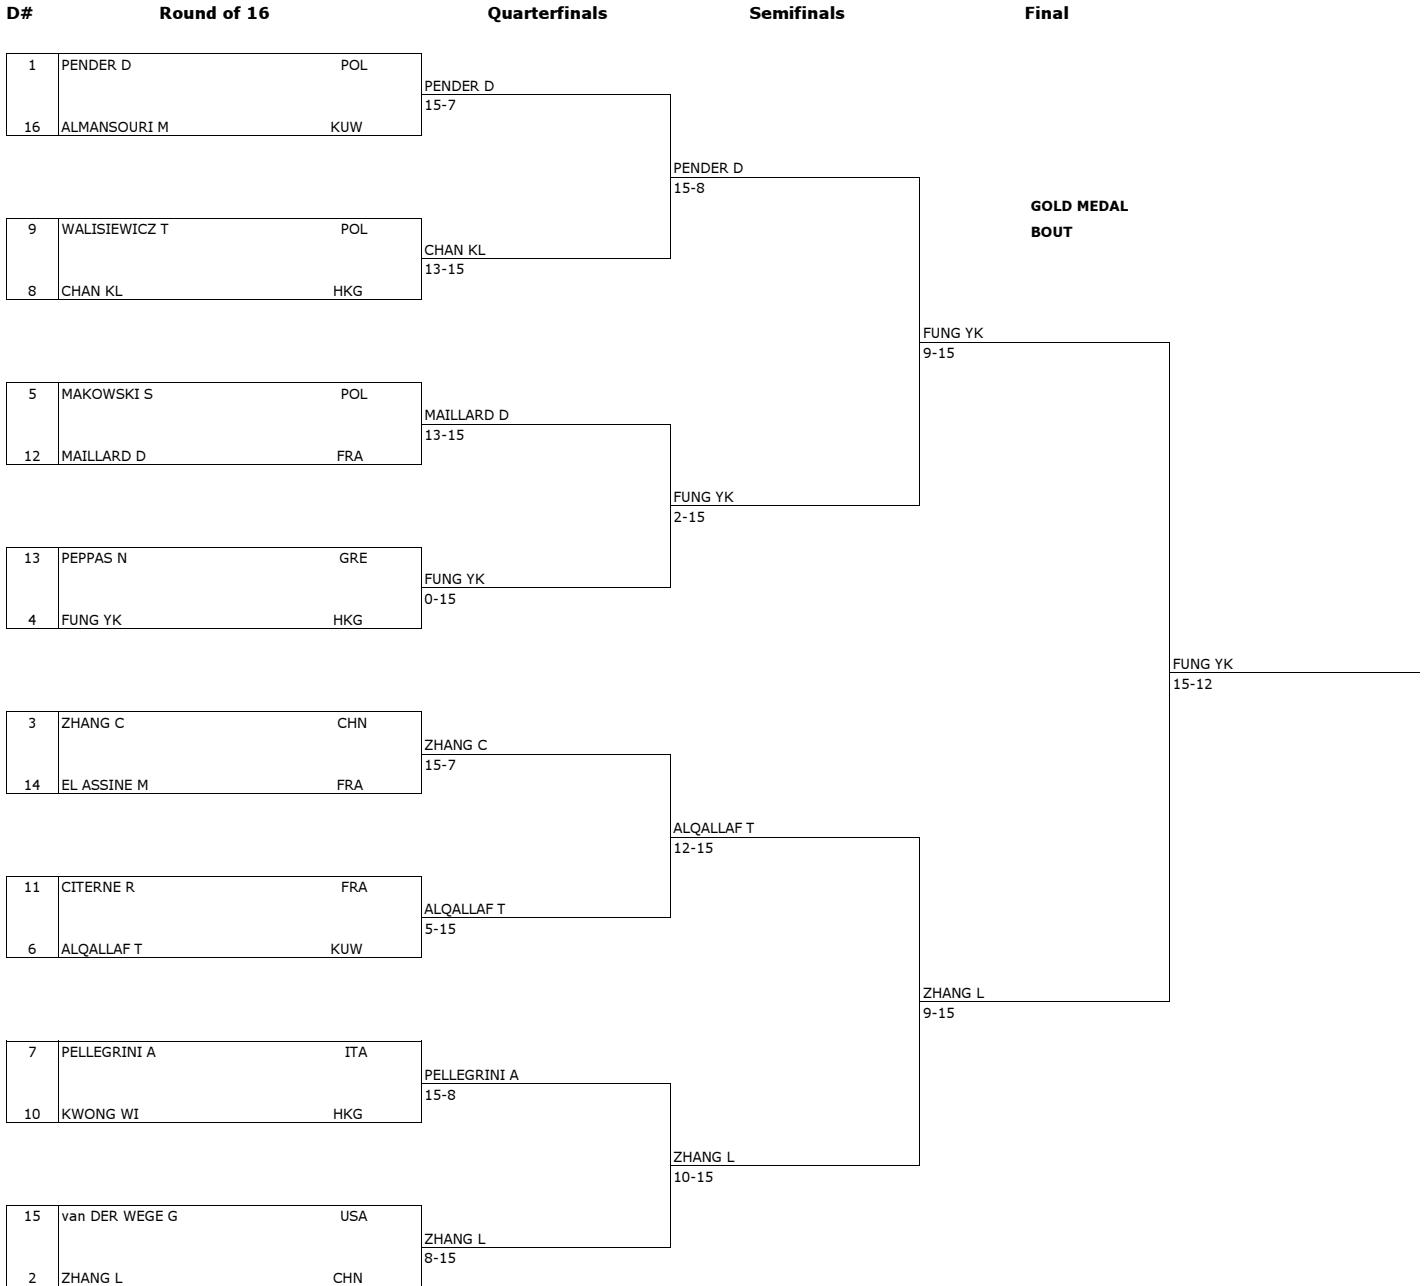 D# Round of 16 Quarterfinals Semifinals Final
1 PENDER D POL
PENDER D
15-7
16 ALMANSOURI M KUW
PENDER D
15-8
GOLD MEDAL
BOUT
9 WALISIEWICZ T POL
CHAN KL
13-15
8 CHAN KL HKG
FUNG YK
9-15
5 MAKOWSKI S POL
MAILLARD D
13-15
12 MAILLARD D FRA
FUNG YK
2-15
13 PEPPAS N GRE
FUNG YK
0-15
4 FUNG YK HKG
FUNG YK
15-12
3 ZHANG C CHN
ZHANG C
15-7
14 EL ASSINE M FRA
ALQALLAF T
12-15
11 CITERNE R FRA
ALQALLAF T
5-15
6 ALQALLAF T KUW
ZHANG L
9-15
7 PELLEGRINI A ITA
PELLEGRINI A
15-8
10 KWONG WI HKG
ZHANG L
10-15
15 van DER WEGE G USA
ZHANG L
8-15
2 ZHANG L CHN